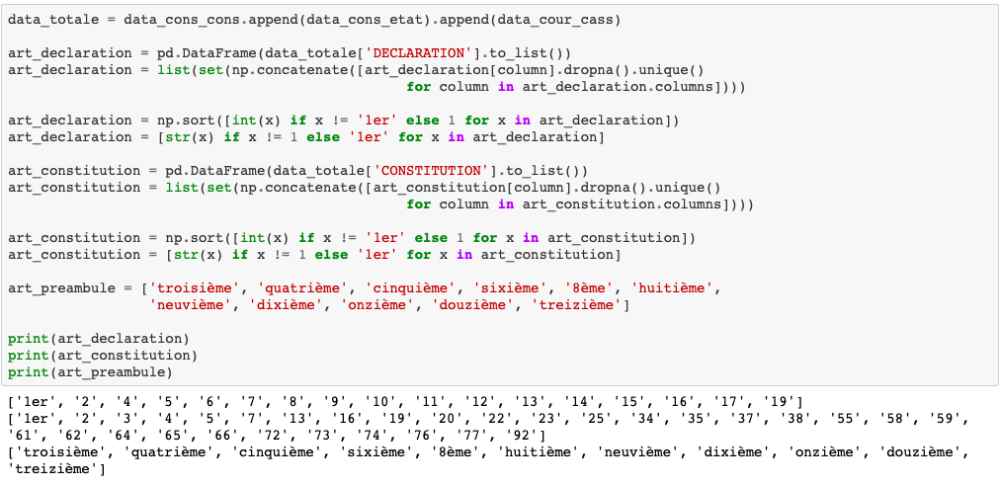 data_totale = data_cons_cons.append(data_cons_etat).append(data_cour_cass)
art_declaration = pd.DataFrame(data_totale['DECLARATION'].to_list())
art_declaration = list(set(np.concatenate([art_declaration[column].dropna().unique()
for column in art_declaration.columns])))
art_declaration = np.sort([int(x) if x != '1er' else 1 for x in art_declaration])
art_declaration = [str(x) if x != 1 else '1er' for x in art_declaration]
art_constitution = pd.DataFrame(data_totale['CONSTITUTION'].to_list())
art_constitution = list(set(np.concatenate([art_constitution[column].dropna().unique()
for column in art_constitution.columns])))
art_constitution = np.sort([int(x) if x != '1er' else 1 for x in art_constitution])
art_constitution = [str(x) if x != 1 else '1er' for x in art_constitution]
art_preambule = ['troisième', 'quatrième', 'cinquième', 'sixième', '8ème', 'huitième',
'neuvième', 'dixième', 'onzième', 'douzième', 'treizième']
print(art_declaration)
print(art_constitution)
print(art_preambule)
['1er', '2', '4', '5', '6', '7', '8', '9', '10', '11', '12', '13', '14', '15', '16', '17', '19']
['1er', '2', '3', '4', '5', '7', '13', '16', '19', '20', '22', '23', '25', '34', '35', '37', '38', '55', '58', '59',
'61', '62', '64', '65', '66', '72', '73', '74', '76', '77', '92']
['troisième', 'quatrième', 'cinquième', 'sixième', '8ème', 'huitième', 'neuvième', 'dixième', 'onzième', 'douzième',
'treizième']